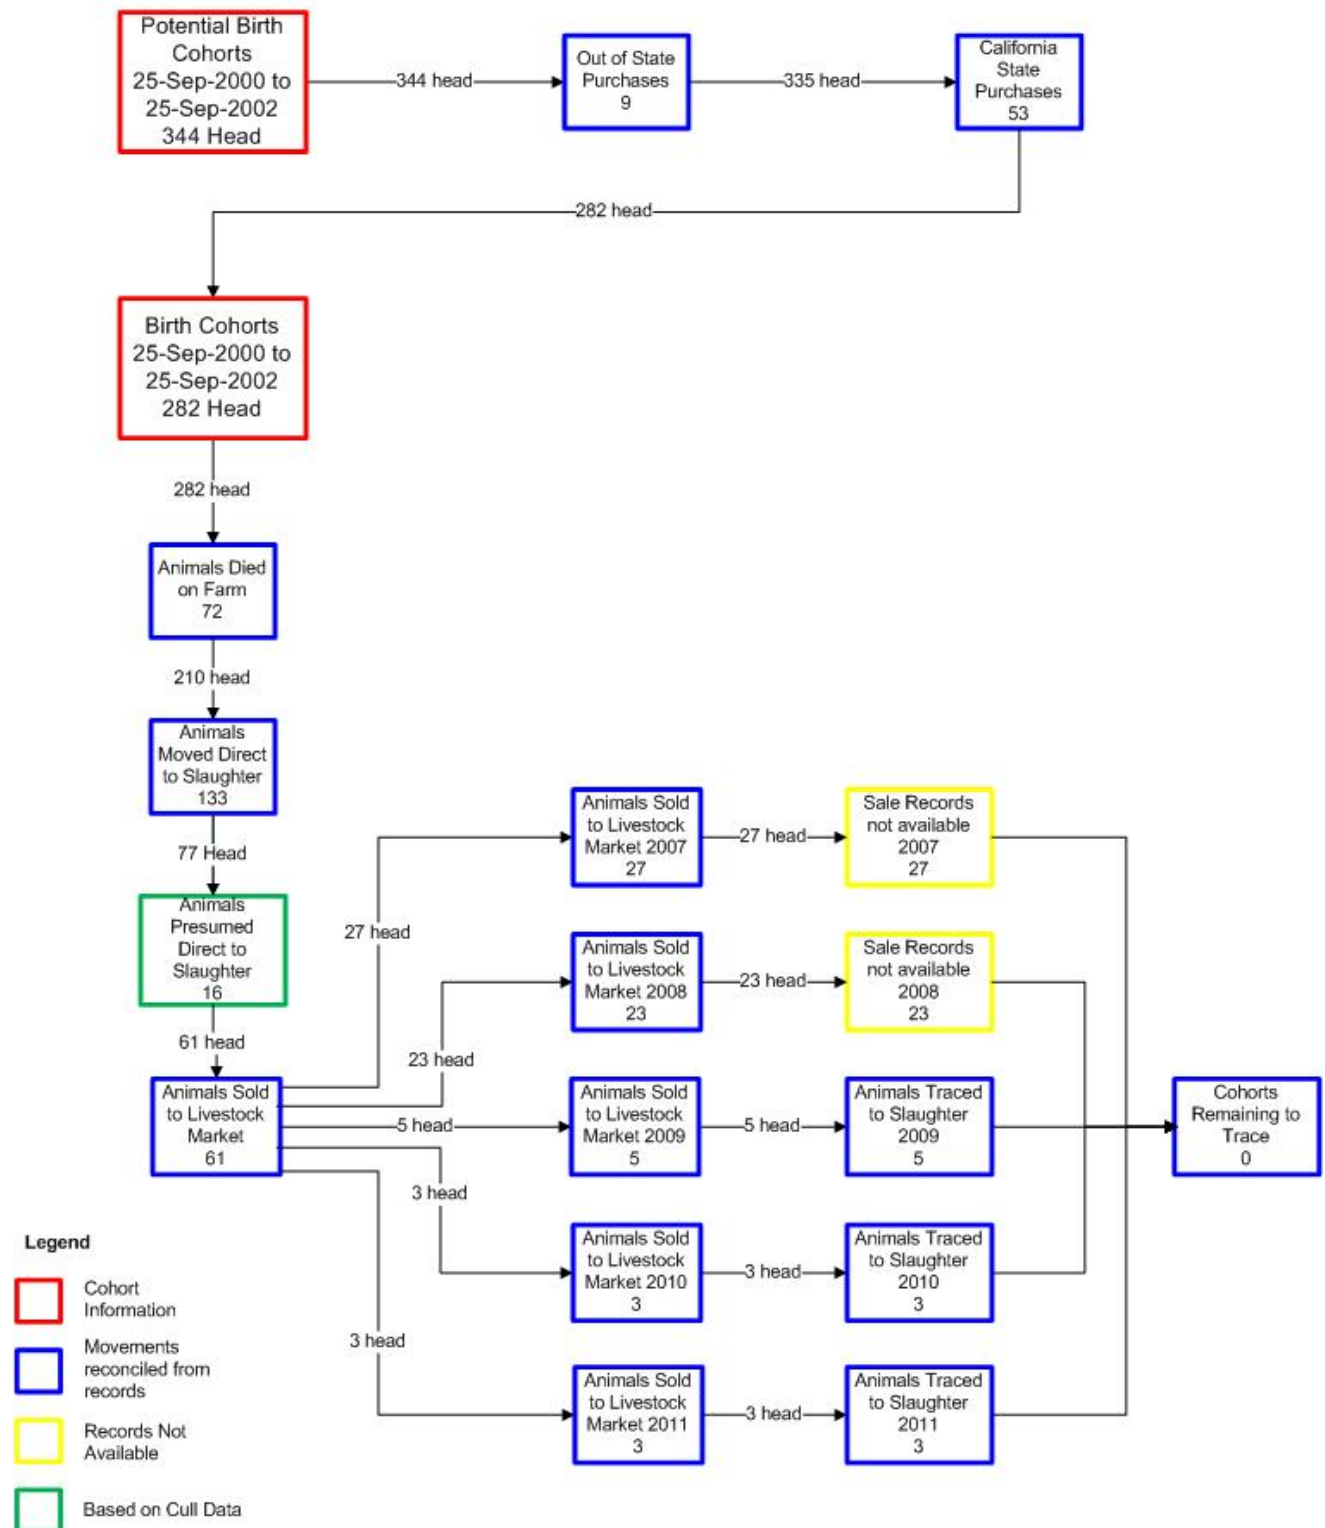 Potential Birth
Cohorts
25-Sep-2000 to
25-Sep-2002
344 Head
344 head
Out of State
Purchases
9
335 head
California
State
Purchases
53
282 head
Birth Cohorts
25-Sep-2000 to
25-Sep-2002
282 Head
282 head
Animals Died
on Farm
72
210 head
Animals
Moved Direct
to Slaughter
133
77 Head
Animals
Presumed
Direct to
Slaughter
16
61 head
Animals Sold
to Livestock
Market
61
27 head
23 head
5 head
3 head
3 head
Animals Sold
to Livestock
Market 2007
27
27 head
Sale Records
not available
2007
27
Animals Sold
to Livestock
Market 2008
23
23 head
Sale Records
not available
2008
23
Animals Sold
to Livestock
Market 2009
5
5 head
Animals Traced
to Slaughter
2009
5
Animals Sold
to Livestock
Market 2010
3
3 head
Animals Traced
to Slaughter
2010
3
Animals Sold
to Livestock
Market 2011
3
3 head
Animals Traced
to Slaughter
2011
3
Cohorts
Remaining to
Trace
0
Legend
Cohort
Information
Movements
reconciled from
records
Records Not
Available
Based on Cull Data